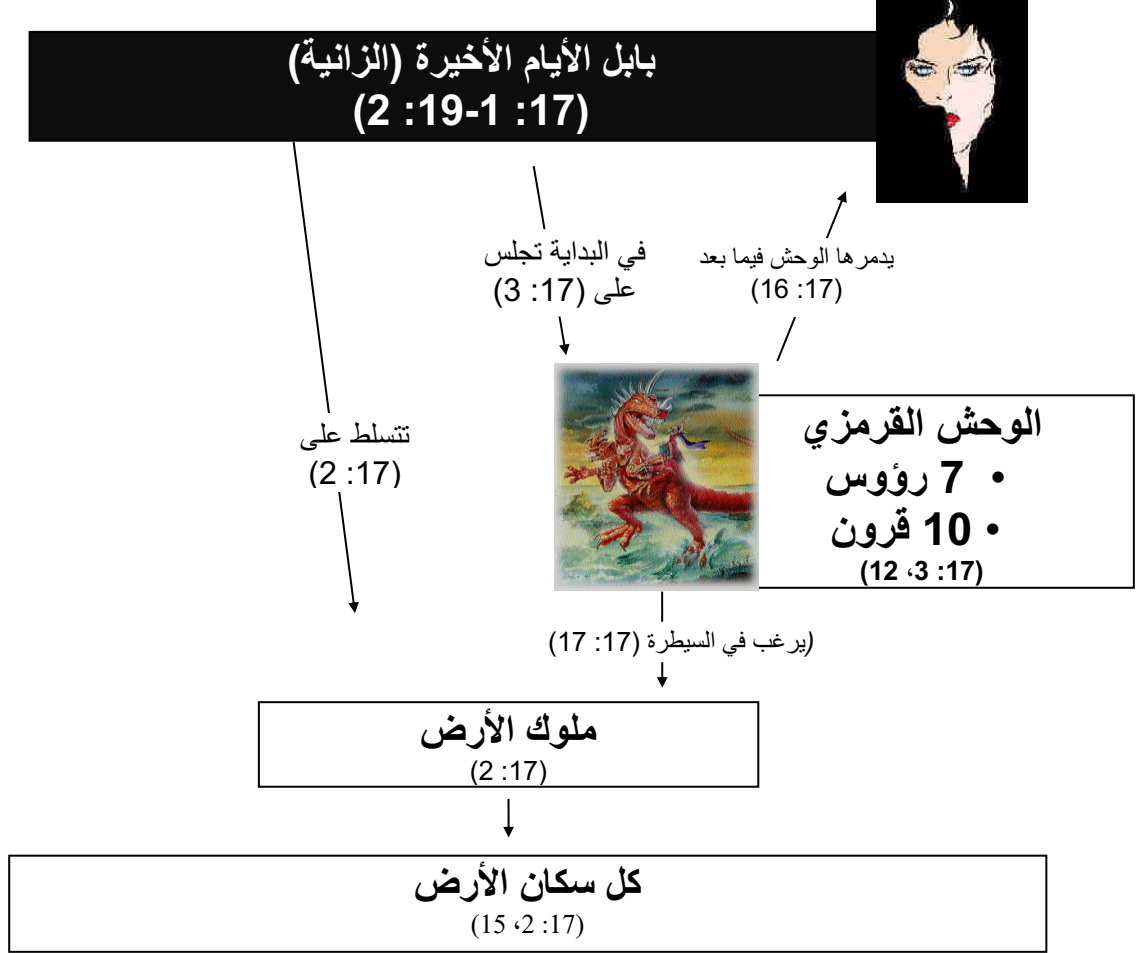 بابل الأيام الأخيرة (الزانية)
(17: 1-19: 2)
في البداية تجلس
على (17: 3)
يدمرها الوحش فيما بعد
(17: 16)
تتسلط على
(17: 2)
الوحش القرمزي
• 7 رؤوس
• 10 قرون
(17: 3، 12)
(يرغب في السيطرة (17: 17)
ملوك الأرض
(17: 2)
كل سكان الأرض
(17: 2، 15)